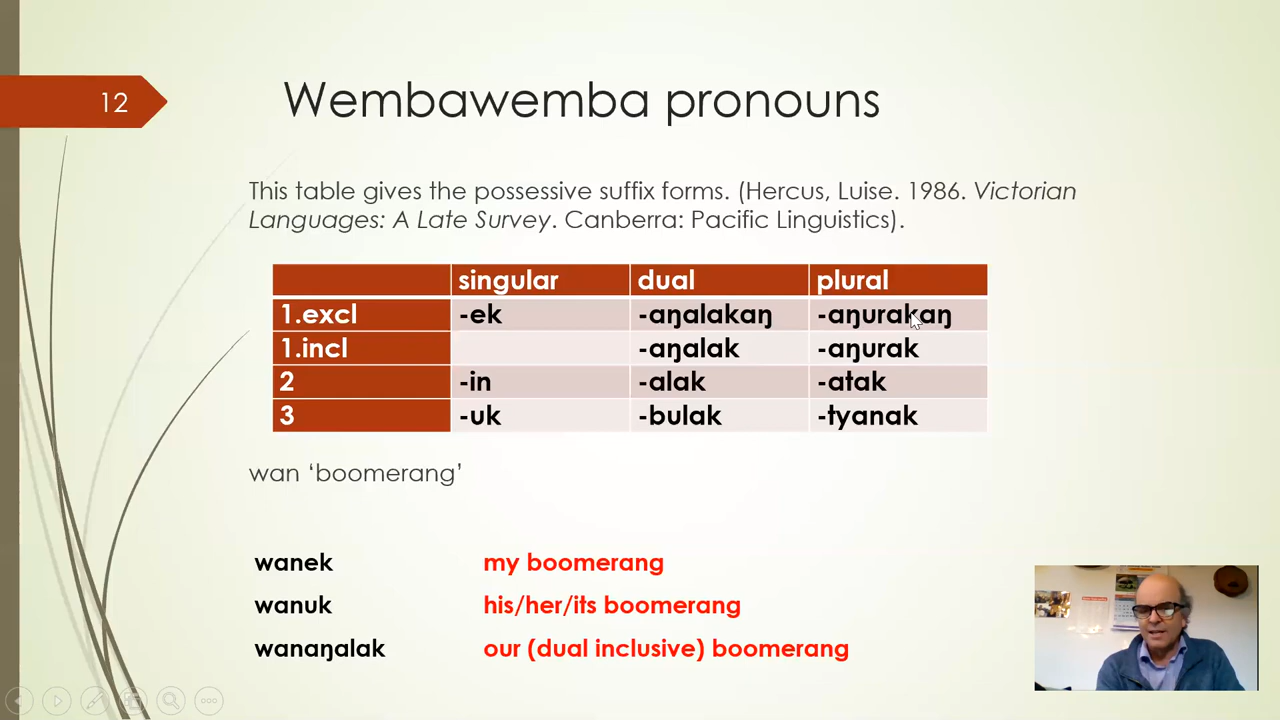 12
Wembawemba pronouns
This table gives the possessive suffix forms. (Hercus, Luise. 1986. Victorian
Languages: A Late Survey. Canberra: Pacific Linguistics).
singular dual plural
1.excl -ek -aŋalakaŋ -aŋurakaŋ
1.incl -aŋalak -aŋurak
2 -in -alak -atak
3 -uk -bulak -tyanak
wan ‘boomerang’
wanek my boomerang
wanuk his/her/its boomerang
wanaŋalak our (dual inclusive) boomerang